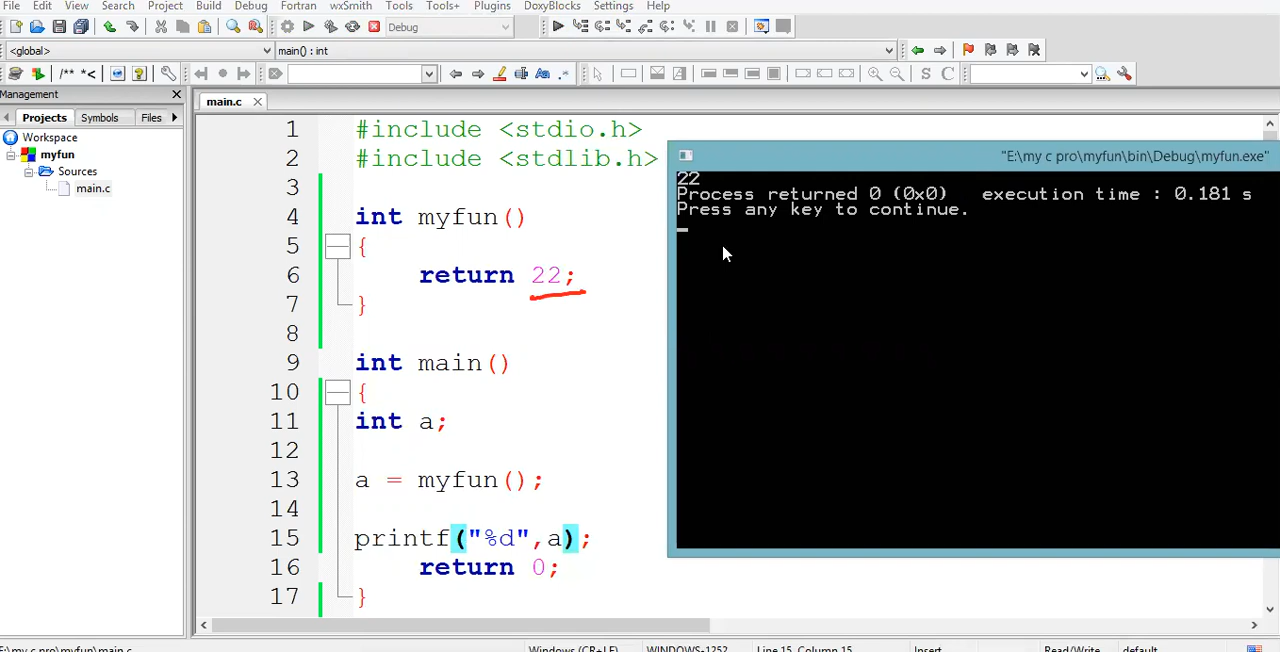 File Edit View Search Project Build Debug Fortran wxSmith Tools Tools+ Plugins DoxyBlocks Settings Help
Debug
<global> main() : int
/** *<
S C
Management
main.c
Projects Symbols Files
Workspace
myfun
Sources
main.c
1 #include <stdio.h>
2 #include <stdlib.h>
3
4 int myfun()
5 {
6 return 22;
7 }
8
9 int main()
10 {
11 int a;
12
13 a = myfun();
14
15 printf("%d",a);
16 return 0;
17 }
"E:\my c pro\myfun\bin\Debug\myfun.exe"
22
Process returned 0 (0x0) execution time : 0.181 s
Press any key to continue.
E:\my c pro\myfun\main.c Windows (CR+LF) WINDOWS-1252 Line 15, Column 15 Insert Read/Write default